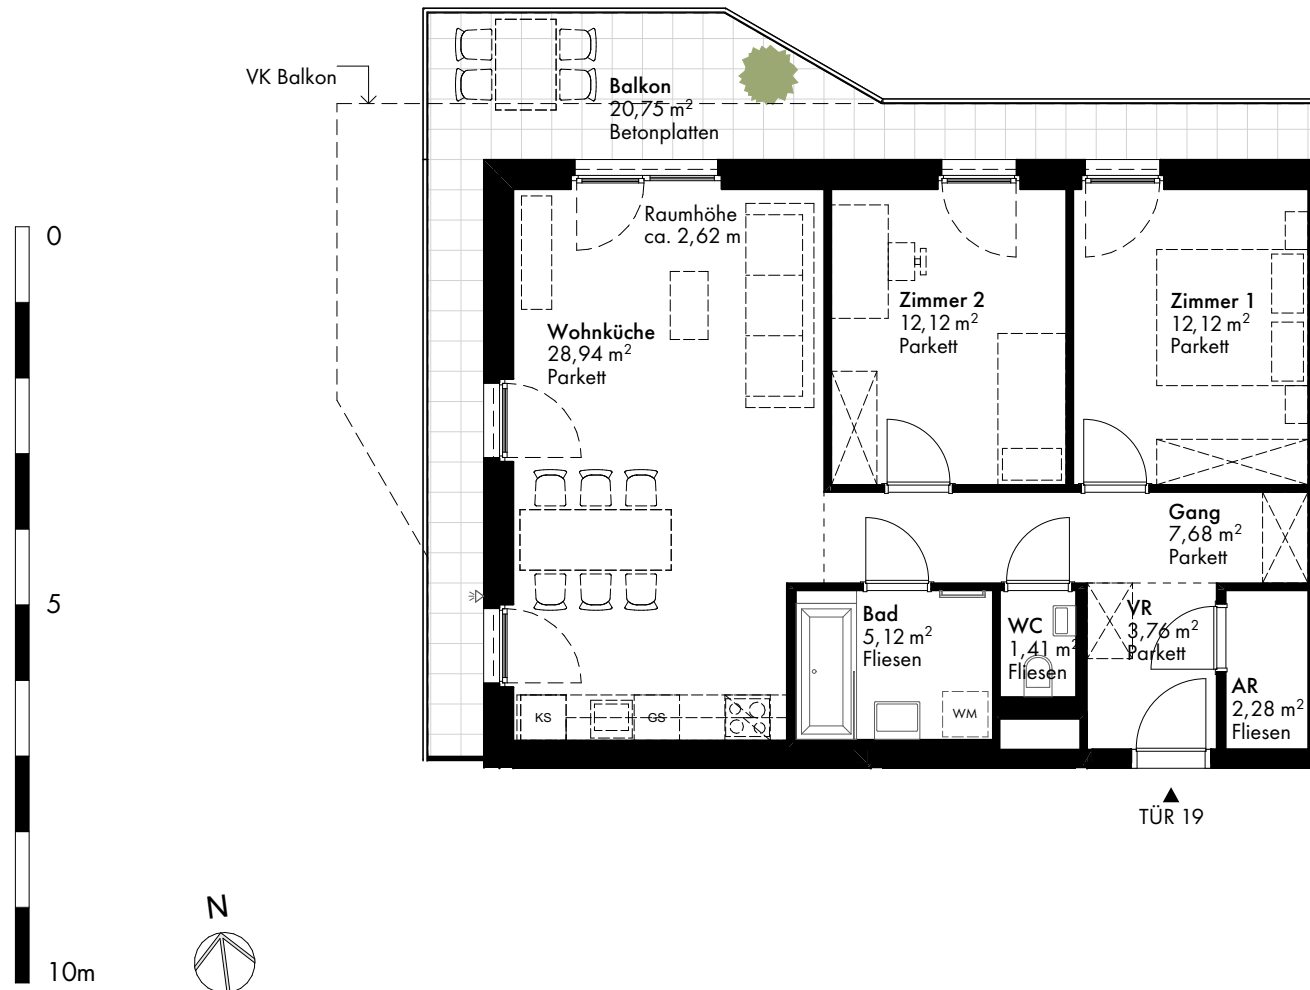 VK Balkon
Balkon
20,75 m²
Betonplatten
Raumhöhe
ca. 2,62 m
Wohnküche
28,94 m²
Parkett
Zimmer 2
12,12 m²
Parkett
Zimmer 1
12,12 m²
Parkett
Gang
7,68 m²
Parkett
Bad
5,12 m²
Fliesen
WC
1,41 m²
Fliesen
VR
3,76 m²
Parkett
AR
2,28 m²
Fliesen
KS
GS
WM
TÜR 19
0
5
10m
N